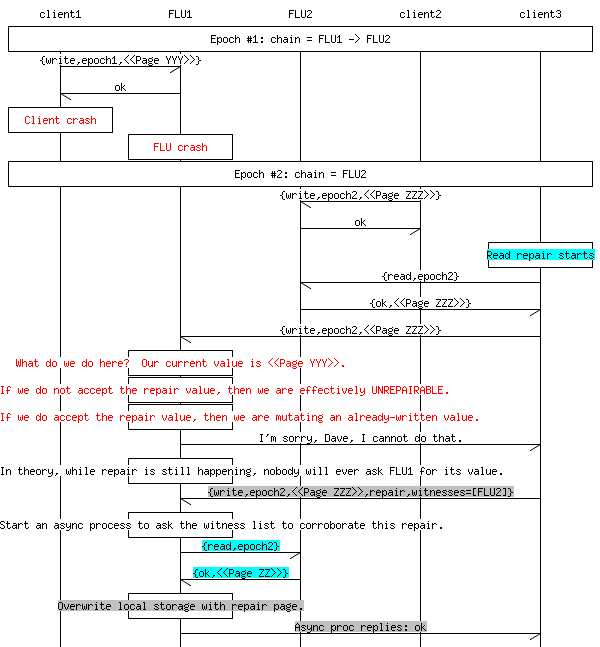 client1 FLU1 FLU2 client2 client3
Epoch #1: chain = FLU1 -> FLU2
{write,epoch1,<<Page YYY>>}
ok
Client crash
FLU crash
Epoch #2: chain = FLU2
{write,epoch2,<<Page ZZZ>>}
ok
Read repair starts
{read,epoch2}
{ok,<<Page ZZZ>>}
{write,epoch2,<<Page ZZZ>>}
What do we do here? Our current value is <<Page YYY>>.
If we do not accept the repair value, then we are effectively UNREPAIRABLE.
If we do accept the repair value, then we are mutating an already-written value.
I'm sorry, Dave, I cannot do that.
In theory, while repair is still happening, nobody will ever ask FLU1 for its value.
{write,epoch2,<<Page ZZZ>>,repair,witnesses=[FLU2]}
Start an async process to ask the witness list to corroborate this repair.
{read,epoch2}
{ok,<<Page ZZ>>}
Overwrite local storage with repair page.
Async proc replies: ok